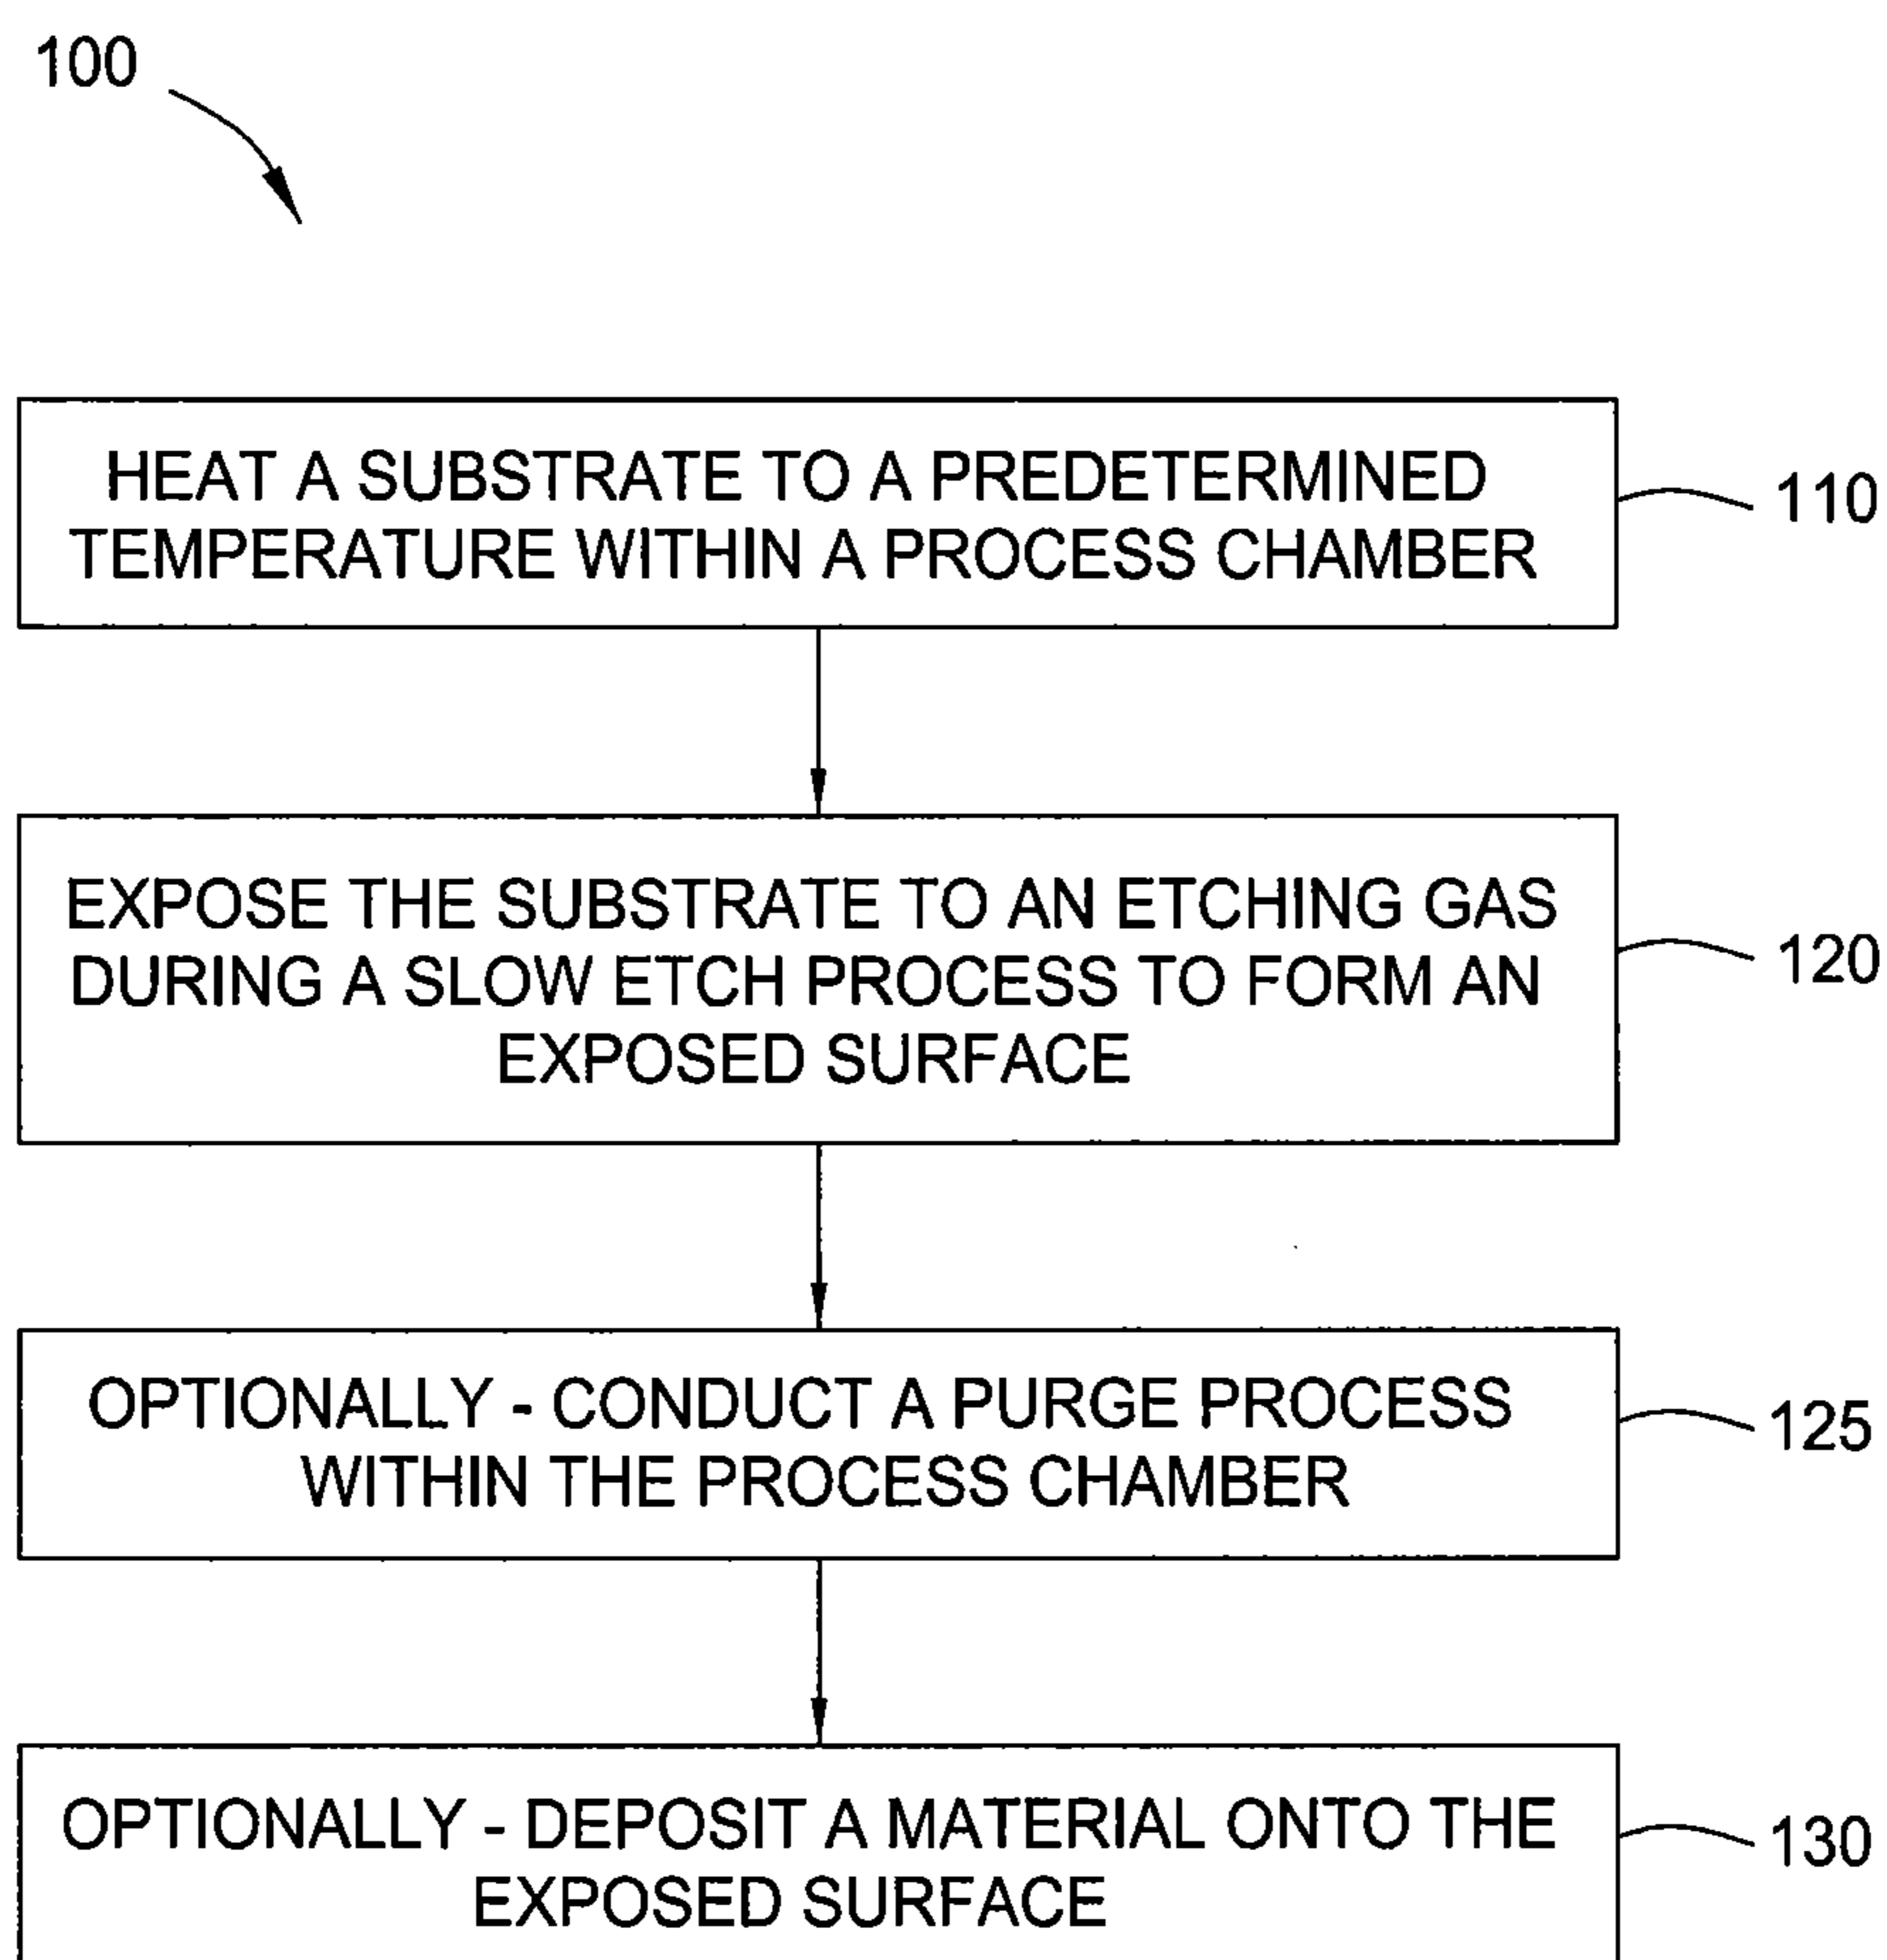 100
HEAT A SUBSTRATE TO A PREDETERMINED
TEMPERATURE WITHIN A PROCESS CHAMBER
110
EXPOSE THE SUBSTRATE TO AN ETCHING GAS
DURING A SLOW ETCH PROCESS TO FORM AN
EXPOSED SURFACE
120
OPTIONALLY - CONDUCT A PURGE PROCESS
WITHIN THE PROCESS CHAMBER
125
OPTIONALLY - DEPOSIT A MATERIAL ONTO THE
EXPOSED SURFACE
130